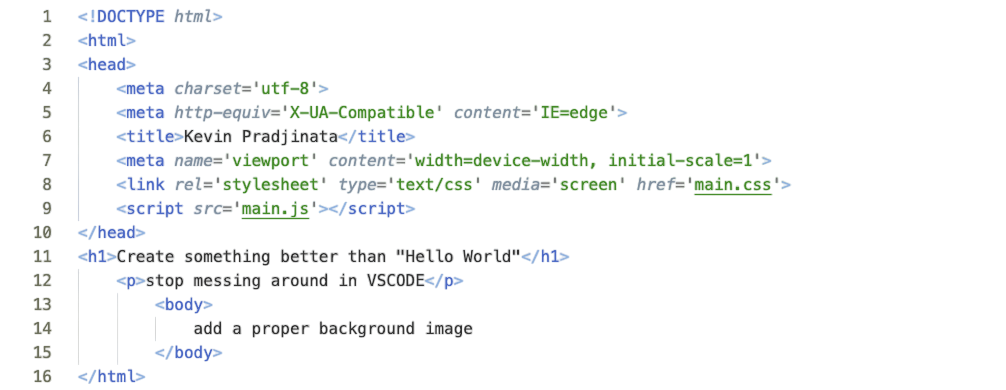 1 <!DOCTYPE html>
2 <html>
3 <head>
4     <meta charset='utf-8'>
5     <meta http-equiv='X-UA-Compatible' content='IE=edge'>
6     <title>Kevin Pradjinata</title>
7     <meta name='viewport' content='width=device-width, initial-scale=1'>
8     <link rel='stylesheet' type='text/css' media='screen' href='main.css'>
9     <script src='main.js'></script>
10 </head>
11 <h1>Create something better than "Hello World"</h1>
12     <p>stop messing around in VSCODE</p>
13         <body>
14             add a proper background image
15         </body>
16 </html>